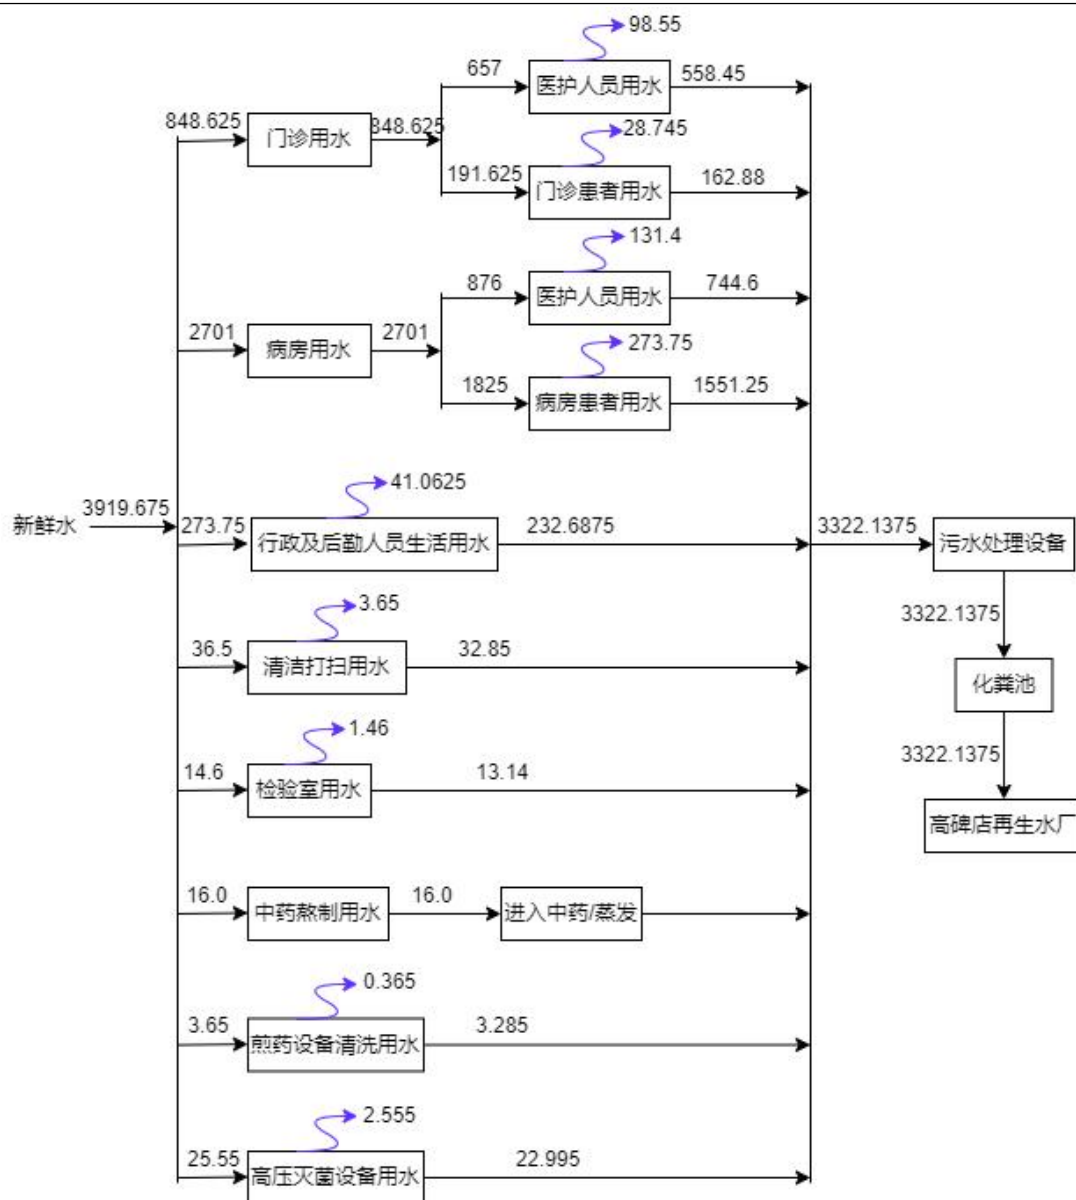 98.55
657
医护人员用水
558.45
848.625
门诊用水
848.625
28.745
191.625
门诊患者用水
162.88
131.4
876
医护人员用水
744.6
2701
病房用水
2701
273.75
1825
病房患者用水
1551.25
新鲜水
3919.675
41.0625
273.75
行政及后勤人员生活用水
232.6875
3322.1375
污水处理设备
3322.1375
3.65
36.5
清洁打扫用水
32.85
化粪池
3322.1375
1.46
14.6
检验室用水
13.14
高碑店再生水厂
16.0
中药熬制用水
16.0
进入中药/蒸发
0.365
3.65
煎药设备清洗用水
3.285
2.555
25.55
高压灭菌设备用水
22.995